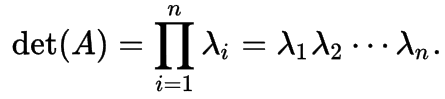 det(A) = ∏_{i=1}^{n} λ_i = λ_1 λ_2 ⋯ λ_n.